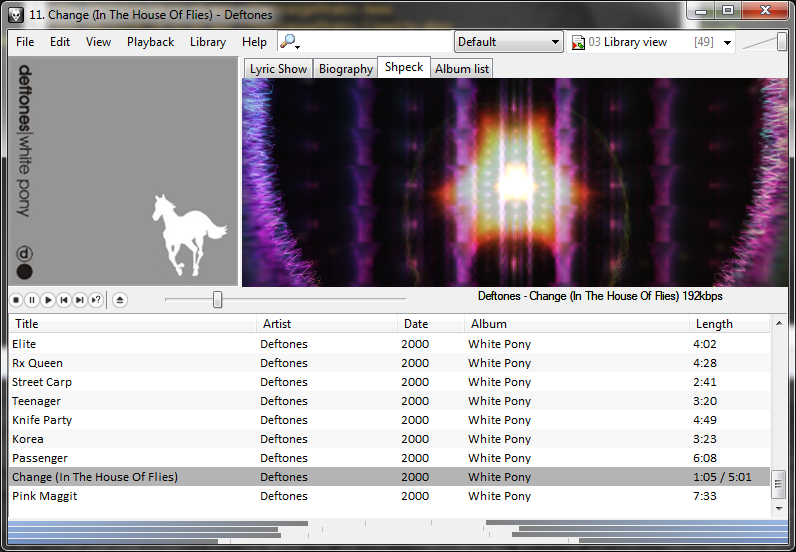 11. Change (In The House Of Flies) - Deftones
File Edit View Playback Library Help Default 03 Library view [49]
Lyric Show Biography Shpeck Album list
deftones|white pony
d
Deftones - Change (In The House Of Flies) 192kbps
Title Artist Date Album Length
Elite Deftones 2000 White Pony 4:02
Rx Queen Deftones 2000 White Pony 4:28
Street Carp Deftones 2000 White Pony 2:41
Teenager Deftones 2000 White Pony 3:20
Knife Party Deftones 2000 White Pony 4:49
Korea Deftones 2000 White Pony 3:23
Passenger Deftones 2000 White Pony 6:08
Change (In The House Of Flies) Deftones 2000 White Pony 1:05 / 5:01
Pink Maggit Deftones 2000 White Pony 7:33